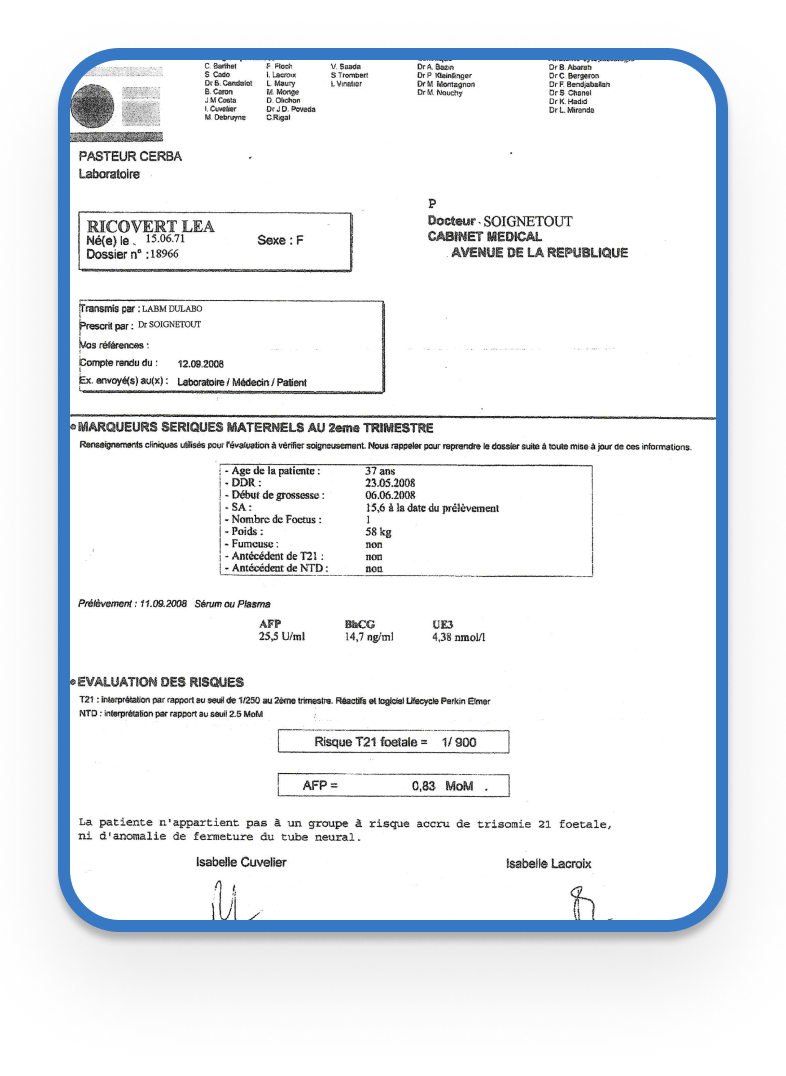 C. Barthet F. Ploch V. Saada Dr A. Bazin Dr B. Abarah
S Cado I. Lacroix S Trombert Dr P Kleinfinger Dr C. Bergeron
Dr B. Candalot L. Maury L Vinatier Dr M Montagnon Dr F. Bendjaballah
B. Caron M. Monge Dr M. Nouchy Dr S Chanel
J.M Costa D. Olichon Dr K. Hadid
I. Cuvelier Dr J.D. Poveda Dr L. Miranda
M. Debruyne C.Rigal
PASTEUR CERBA
Laboratoire
P
Docteur SOIGNETOUT
CABINET MEDICAL
AVENUE DE LA REPUBLIQUE
RICOVERT LEA
Né(e) le . 15.06.71 Sexe : F
Dossier n° :18966
Transmis par : LABM DULABO
Prescrit par : Dr SOIGNETOUT
Vos références :
Compte rendu du : 12.09.2008
Ex. envoyé(s) au(x) : Laboratoire / Médecin / Patient
MARQUEURS SERIQUES MATERNELS AU 2eme TRIMESTRE
Renseignements cliniques utilisés pour l'évaluation à vérifier soigneusement. Nous rappeler pour reprendre le dossier suite à toute mise à jour de ces informations.
- Age de la patiente : 37 ans
- DDR : 23.05.2008
- Début de grossesse : 06.06.2008
- SA : 15,6 à la date du prélèvement
- Nombre de Foetus : 1
- Poids : 58 kg
- Fumeuse : non
- Antécédent de T21 : non
- Antécédent de NTD : non
Prélèvement : 11.09.2008 Sérum ou Plasma
AFP BhCG UE3
25,5 U/ml 14,7 ng/ml 4,38 nmol/l
EVALUATION DES RISQUES
T21 : interprétation par rapport au seuil de 1/250 au 2ème trimestre. Réactifs et logiciel Lifecycle Perkin Elmer
NTD : interprétation par rapport au seuil 2.5 MoM
Risque T21 foetale = 1/ 900
AFP = 0,83 MoM .
La patiente n'appartient pas à un groupe à risque accru de trisomie 21 foetale,
ni d'anomalie de fermeture du tube neural.
Isabelle Cuvelier Isabelle Lacroix